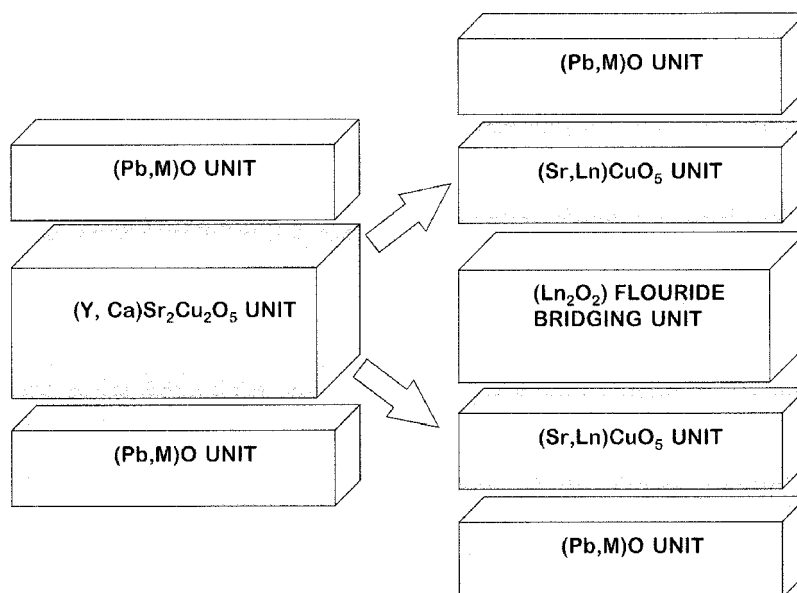 (Pb,M)O UNIT
(Y, Ca)Sr₂Cu₂O₅ UNIT
(Pb,M)O UNIT
(Pb,M)O UNIT
(Sr,Ln)CuO₅ UNIT
(Ln₂O₂) FLOURIDE
BRIDGING UNIT
(Sr,Ln)CuO₅ UNIT
(Pb,M)O UNIT